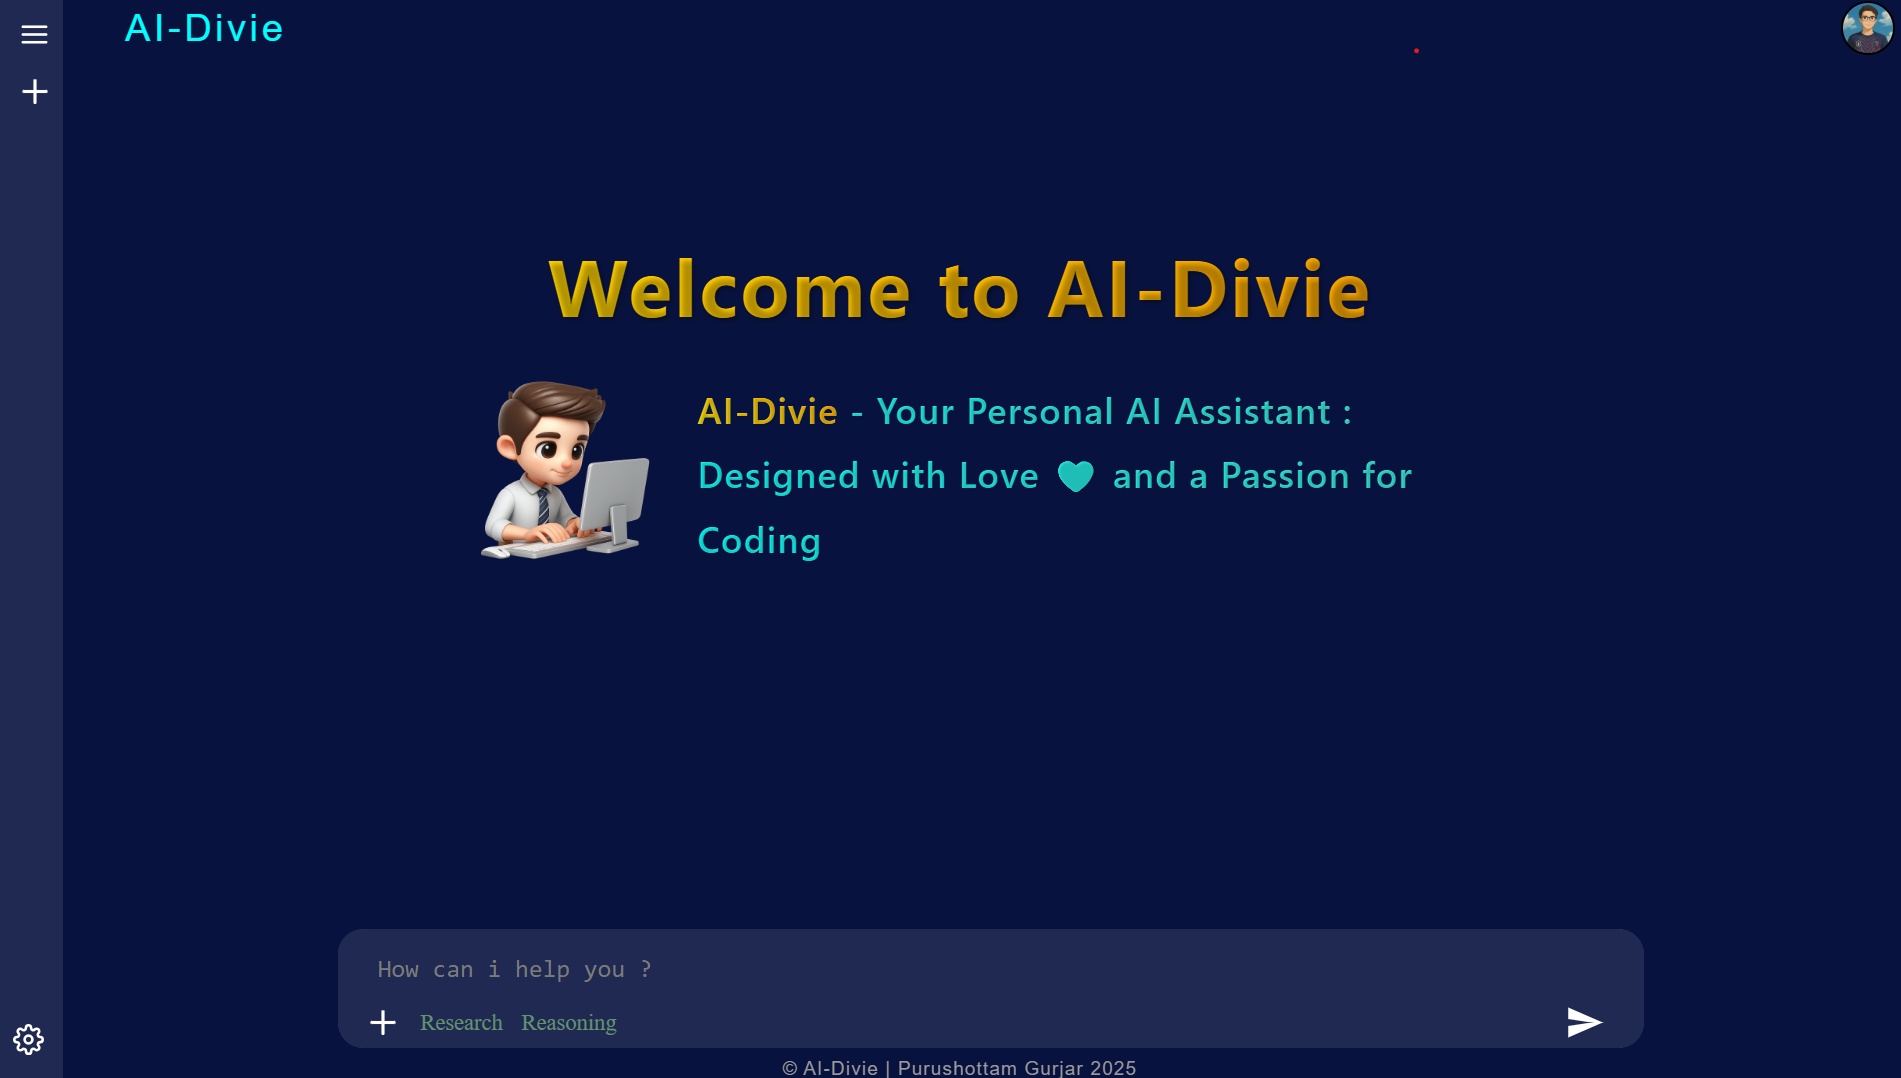 AI-Divie
Welcome to AI-Divie
AI-Divie - Your Personal AI Assistant :
Designed with Love and a Passion for
Coding
How can i help you ?
Research Reasoning
© AI-Divie | Purushottam Gurjar 2025